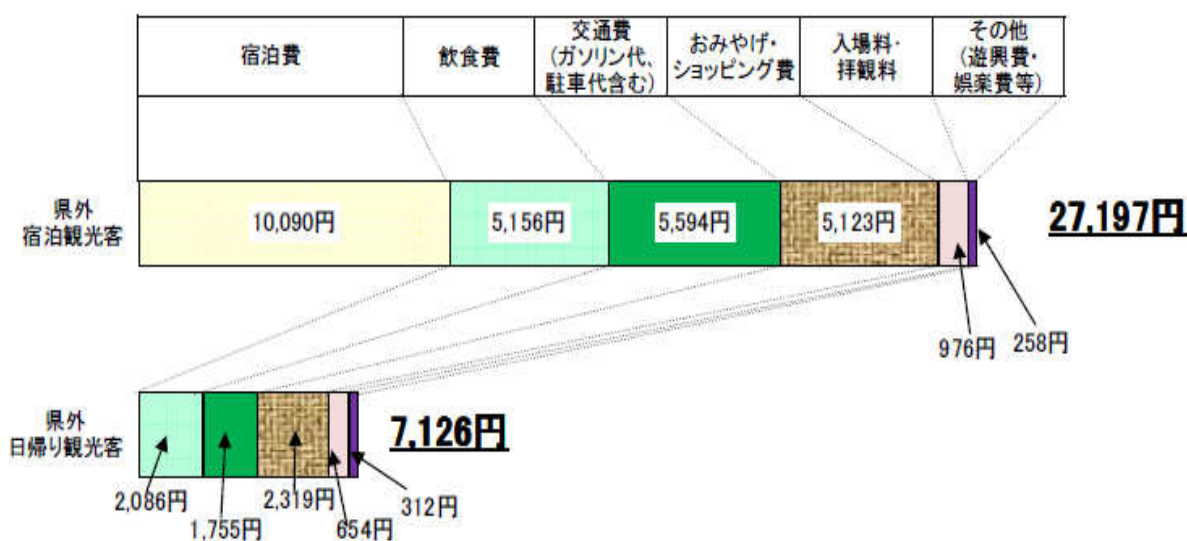 宿泊費
飲食費
交通費
(ガソリン代、
駐車代含む)
おみやげ・
ショッピング費
入場料・
拝観料
その他
(遊興費・
娯楽費等)
県外
宿泊観光客
10,090円
5,156円
5,594円
5,123円
27,197円
976円
258円
県外
日帰り観光客
7,126円
2,086円
1,755円
2,319円
654円
312円